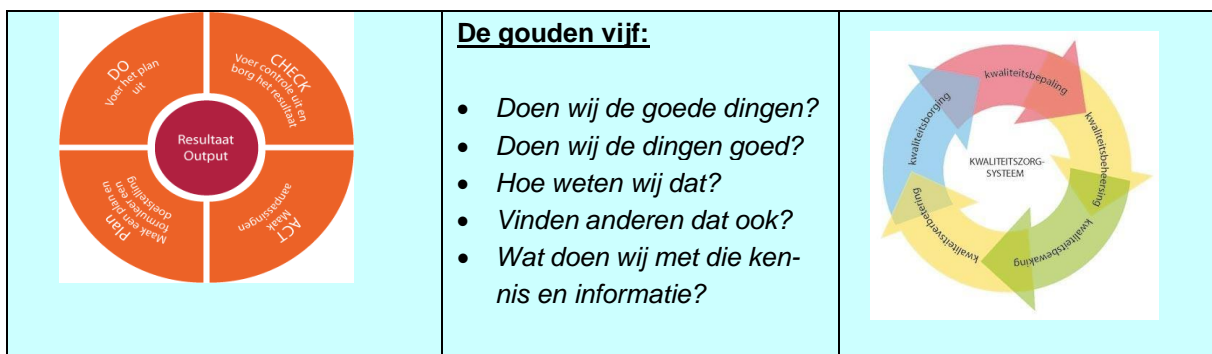 DO
Voer het plan
uit
CHECK
Voer controle uit en
borg het resultaat
Resultaat
Output
Plan
Maak een plan en
formuleer een
doelstelling
ACT
Maak
aanpassingen
De gouden vijf:
• Doen wij de goede dingen?
• Doen wij de dingen goed?
• Hoe weten wij dat?
• Vinden anderen dat ook?
• Wat doen wij met die ken-
nis en informatie?
kwaliteitsbepaling
kwaliteitsbeheersing
kwaliteitsbewaking
kwaliteitsverbetering
kwaliteitsborging
KWALITEITSZORG-
SYSTEEM